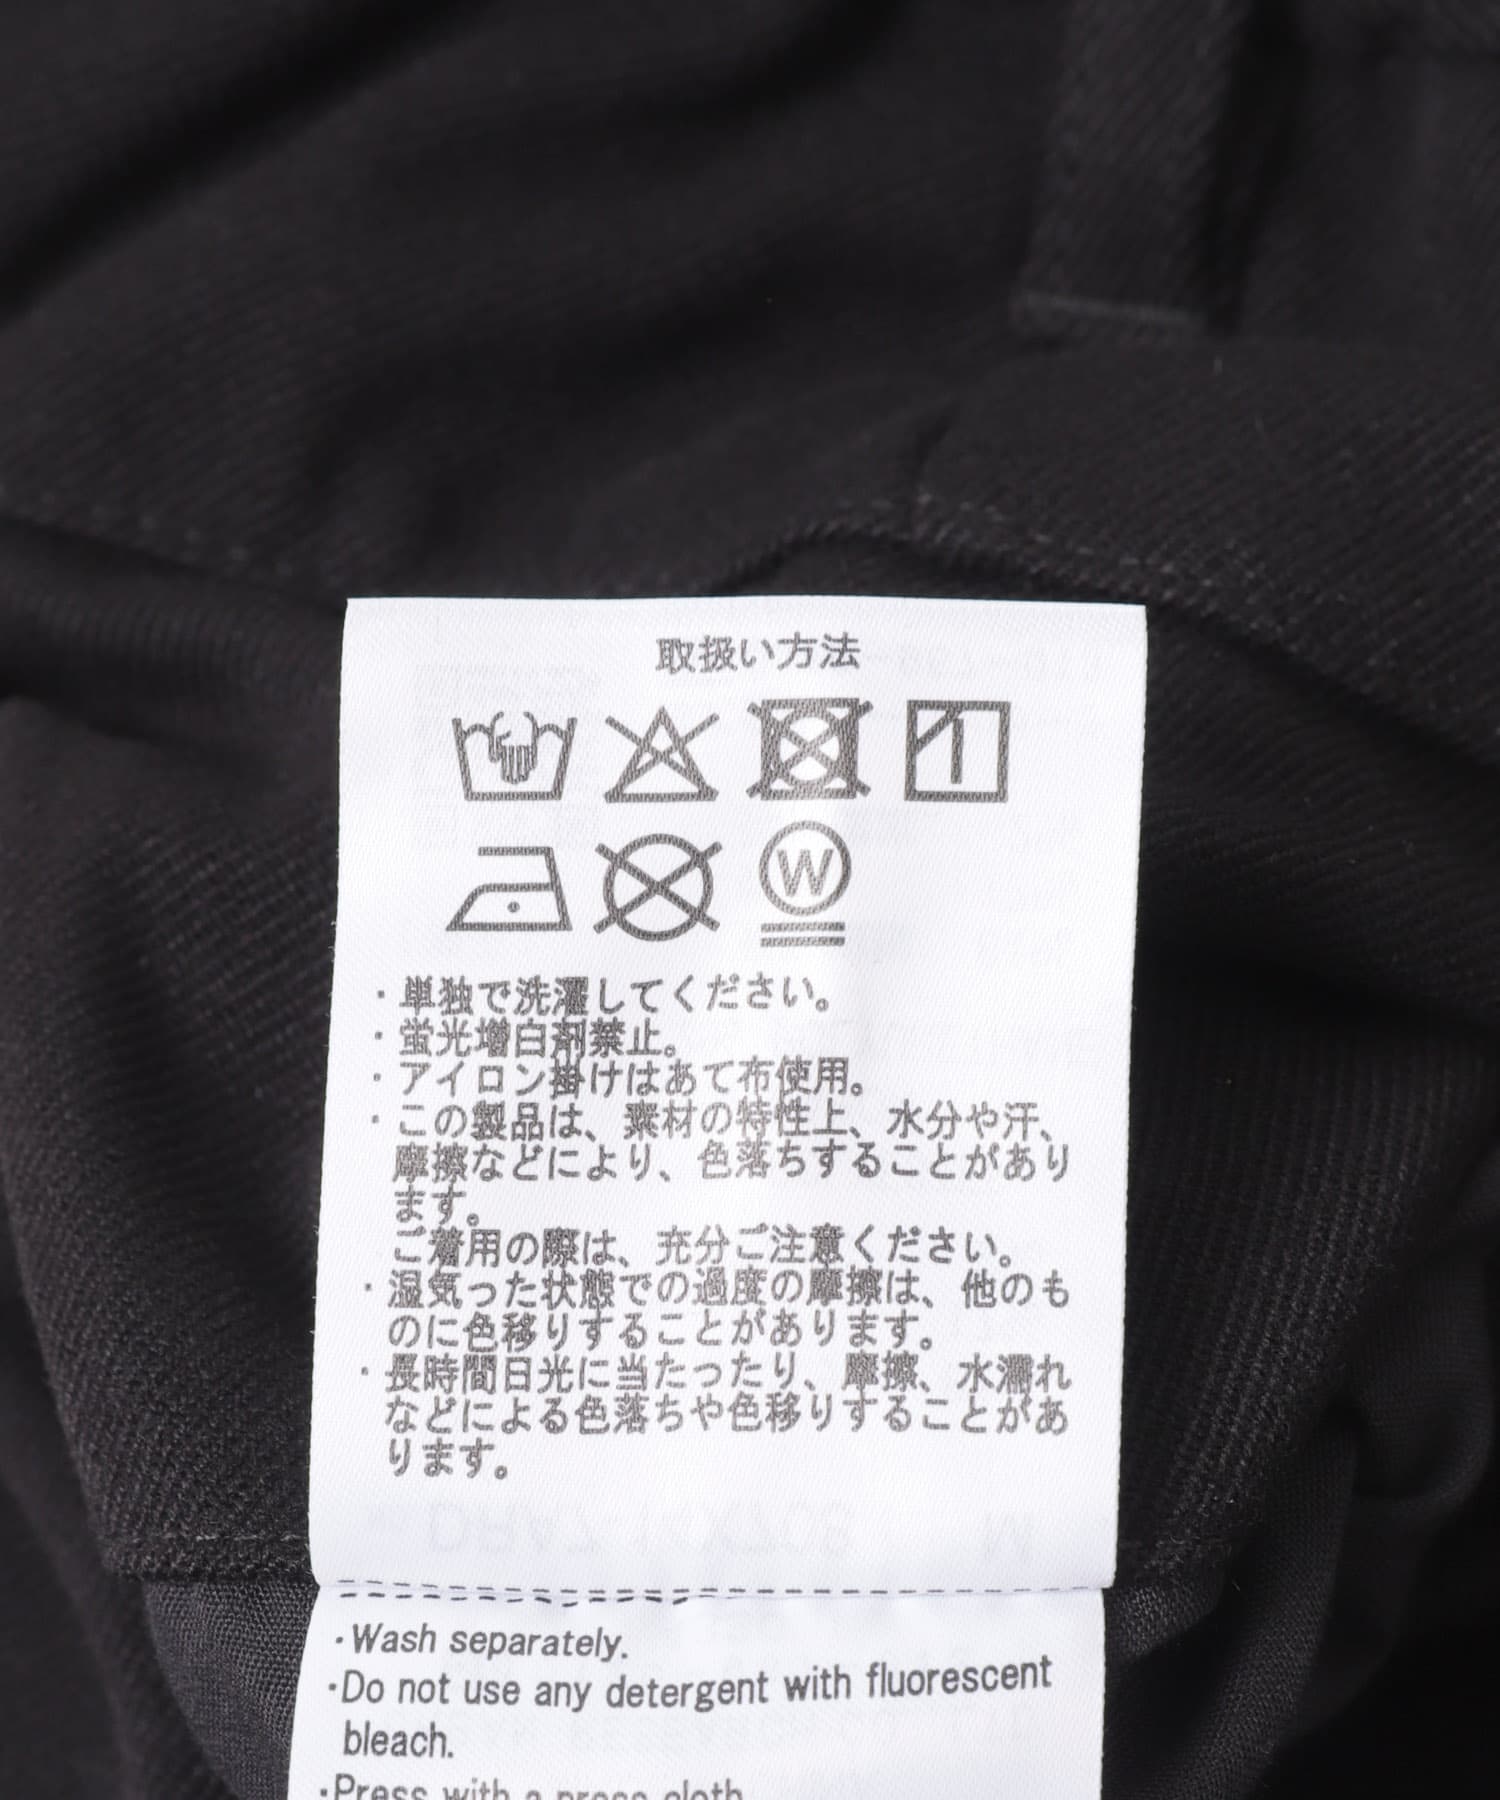 取扱い方法
W
・単独で洗濯してください。
・蛍光増白剤禁止。
・アイロン掛けはあて布使用。
・この製品は、素材の特性上、水分や汗、
摩擦などにより、色落ちすることがあり
ます。
ご着用の際は、充分ご注意ください。
・湿気った状態での過度の摩擦は、他のも
のに色移りすることがあります。
・長時間日光に当たったり、摩擦、水濡れ
などによる色落ちや色移りすることがあ
ります。
・Wash separately.
・Do not use any detergent with fluorescent
bleach.
・Press with a press cloth